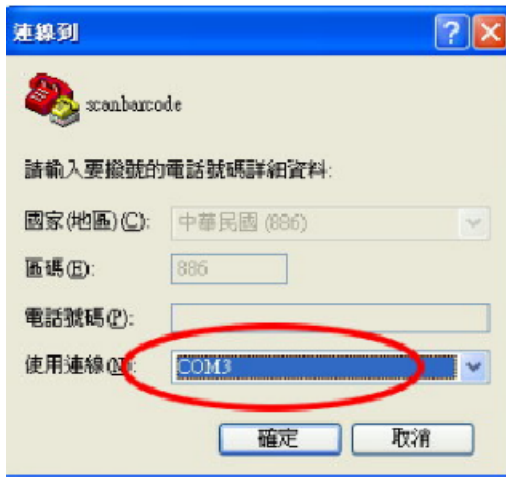 連線到
scanbarcode
請輸入要撥號的電話號碼詳細資料:
國家(地區)(C): 中華民國 (886)
區碼(E): 886
電話號碼(P):
使用連線(N): COM3
確定 取消